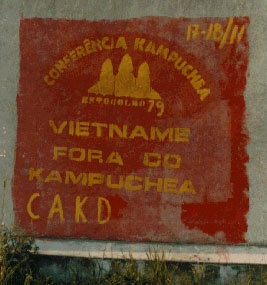 17-18/11
CONFERÊNCIA KAMPUCHEA
ESTOCOLMO 79
VIETNAME
FORA DO
KAMPUCHEA
CAKD